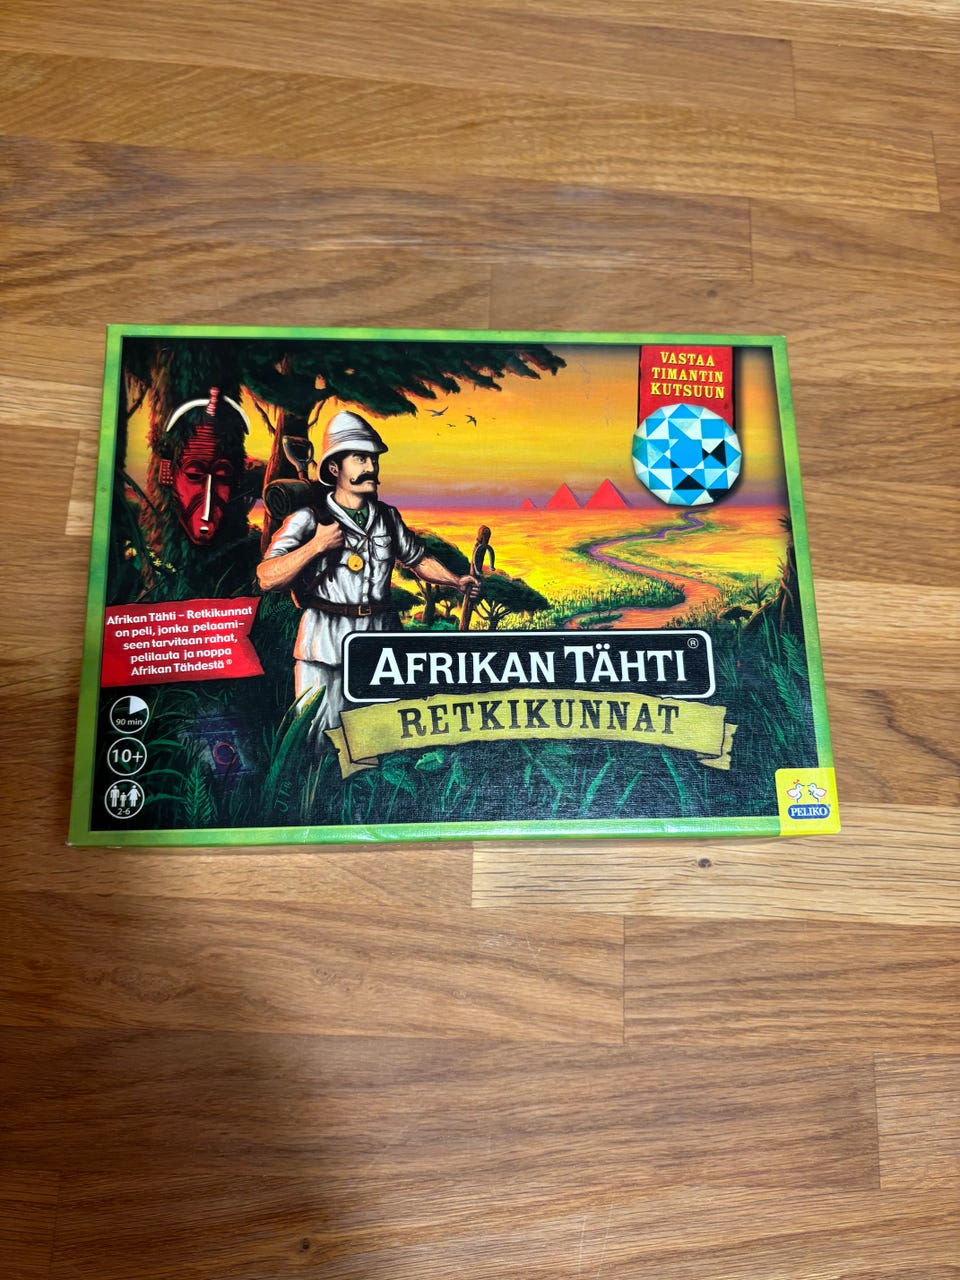 VASTAA
TIMANTIN
KUTSUUN
Afrikan Tähti – Retkikunnat
on peli, jonka pelaami-
seen tarvitaan rahat,
pelilauta ja noppa
Afrikan Tähdestä®
AFRIKAN TÄHTI®
RETKIKUNNAT
90 min
10+
2-6
PELIKO®